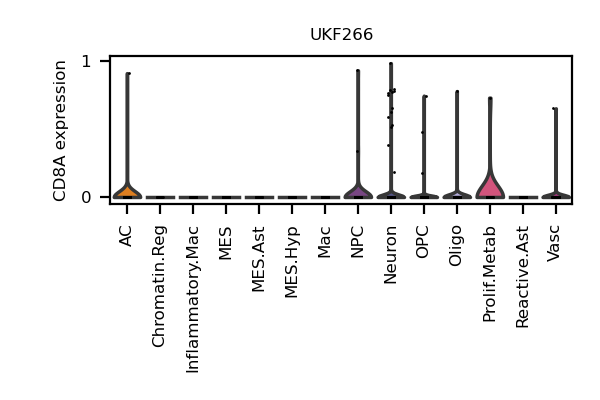 UKF266
CD8A expression
1
0
AC
Chromatin.Reg
Inflammatory.Mac
MES
MES.Ast
MES.Hyp
Mac
NPC
Neuron
OPC
Oligo
Prolif.Metab
Reactive.Ast
Vasc